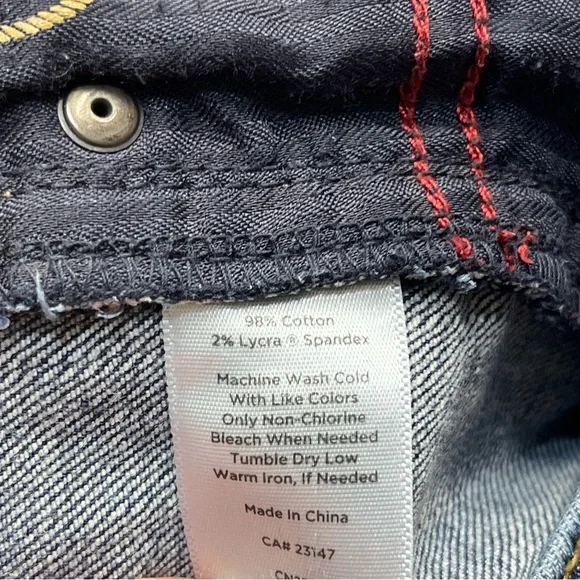 98% Cotton
2% Lycra ® Spandex
Machine Wash Cold
With Like Colors
Only Non-Chlorine
Bleach When Needed
Tumble Dry Low
Warm Iron, If Needed
Made In China
CA# 23147